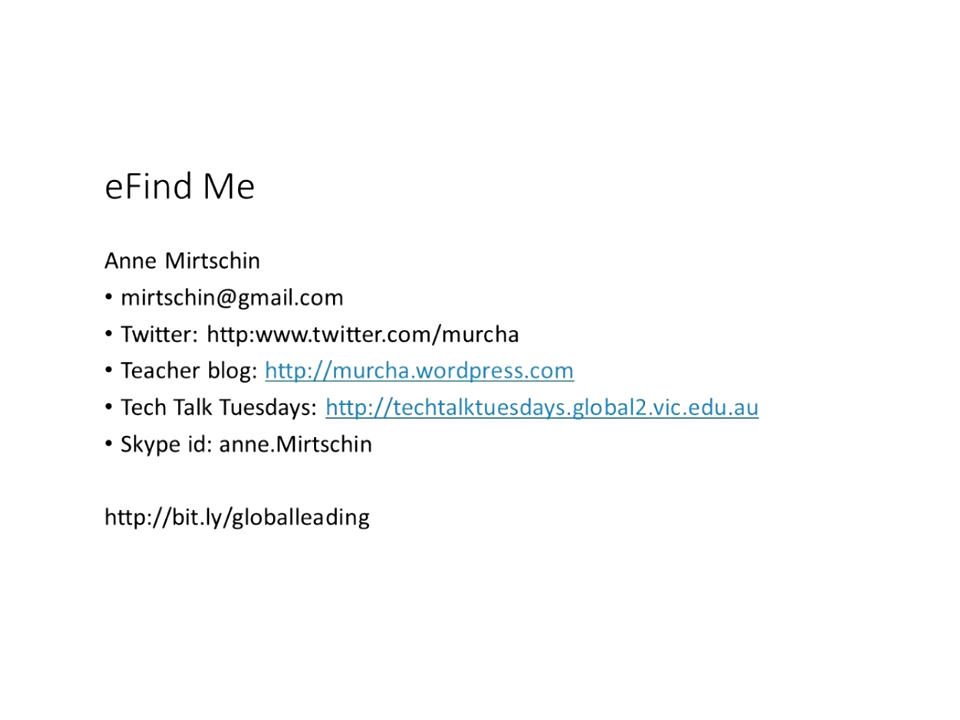 eFind Me
Anne Mirtschin
• mirtschin@gmail.com
• Twitter: http:www.twitter.com/murcha
• Teacher blog: http://murcha.wordpress.com
• Tech Talk Tuesdays: http://techtalktuesdays.global2.vic.edu.au
• Skype id: anne.Mirtschin
http://bit.ly/globalleading